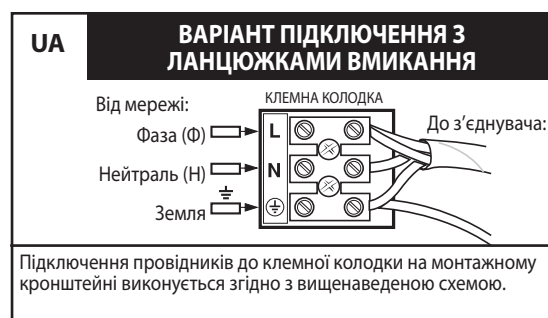 UA
ВАРІАНТ ПІДКЛЮЧЕННЯ З
ЛАНЦЮЖКАМИ ВМИКАННЯ
Від мережі:
КЛЕМНА КОЛОДКА
Фаза (Ф)
L
До з’єднувача:
Нейтраль (Н)
N
Земля
Підключення провідників до клемної колодки на монтажному
кронштейні виконується згідно з вищенаведеною схемою.